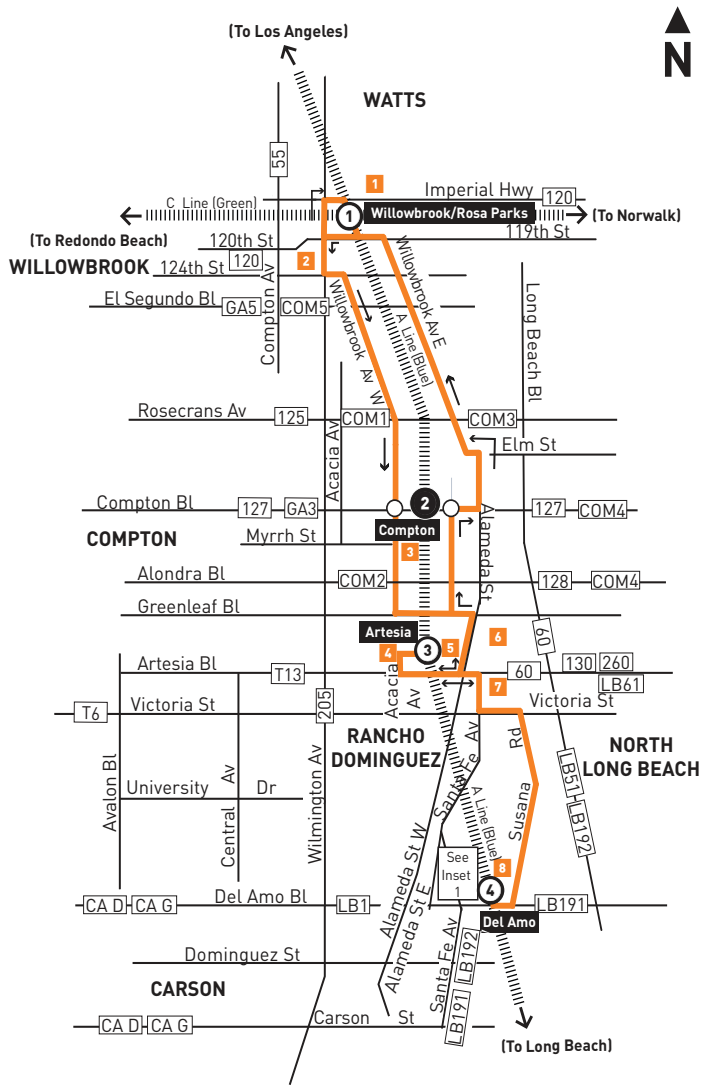 (To Los Angeles)
N
WATTS
55
1
Imperial Hwy
120
C Line (Green)
1
Willowbrook/Rosa Parks
(To Norwalk)
(To Redondo Beach)
120th St
119th St
120
2
WILLOWBROOK
124th St
El Segundo Bl
GA5
COM5
Compton Av
Willowbrook Av W
A Line (Blue)
Willowbrook Av E
Long Beach Bl
Rosecrans Av
125
COM1
COM3
Acacia Av
Elm St
Compton Bl
127
GA3
2
127
COM4
Compton
COMPTON
Myrrh St
3
Alameda St
Alondra Bl
COM2
128
COM4
Greenleaf Bl
Artesia
3
4
5
6
60
Artesia Bl
T13
60
130
260
LB61
Acacia Av
7
T6
Victoria St
205
Victoria St
RANCHO
DOMINGUEZ
NORTH
LONG BEACH
Santa Fe Av
Susana Rd
LB51-LB192
Avalon Bl
University Dr
Central Av
Wilmington Av
A Line (Blue)
Alameda St W
Alameda St E
See
Inset
1
8
4
CA D
CA G
Del Amo Bl
LB1
LB191
Del Amo
Santa Fe Av
LB191
LB192
Dominguez St
CARSON
CA D
CA G
Carson St
(To Long Beach)